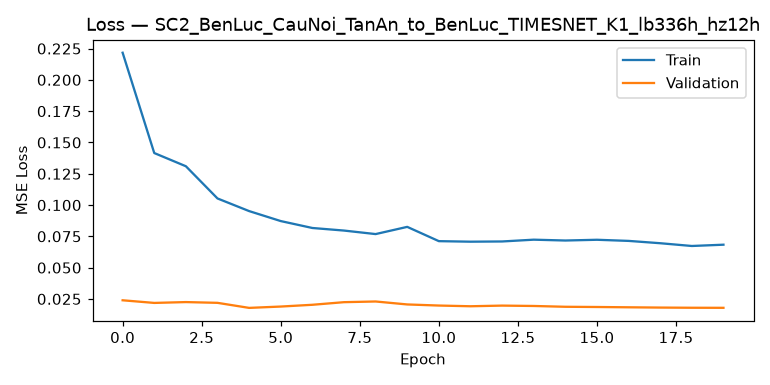 Loss — SC2_BenLuc_CauNoi_TanAn_to_BenLuc_TIMESNET_K1_lb336h_hz12h
Train
Validation
MSE Loss
0.225
0.200
0.175
0.150
0.125
0.100
0.075
0.050
0.025
0.0 2.5 5.0 7.5 10.0 12.5 15.0 17.5
Epoch